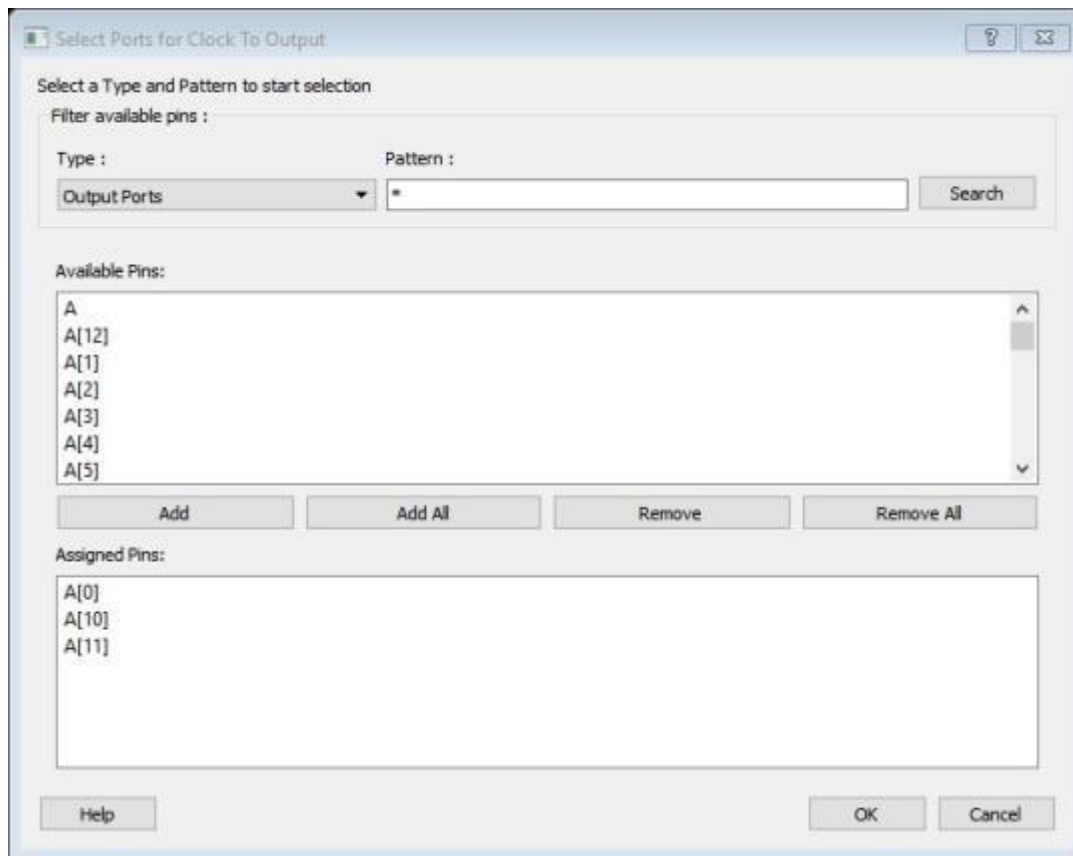 Select Ports for Clock To Output
Select a Type and Pattern to start selection
Filter available pins :
Type :
Pattern :
Output Ports
*
Search
Available Pins:
A
A[12]
A[1]
A[2]
A[3]
A[4]
A[5]
Add
Add All
Remove
Remove All
Assigned Pins:
A[0]
A[10]
A[11]
Help
OK
Cancel